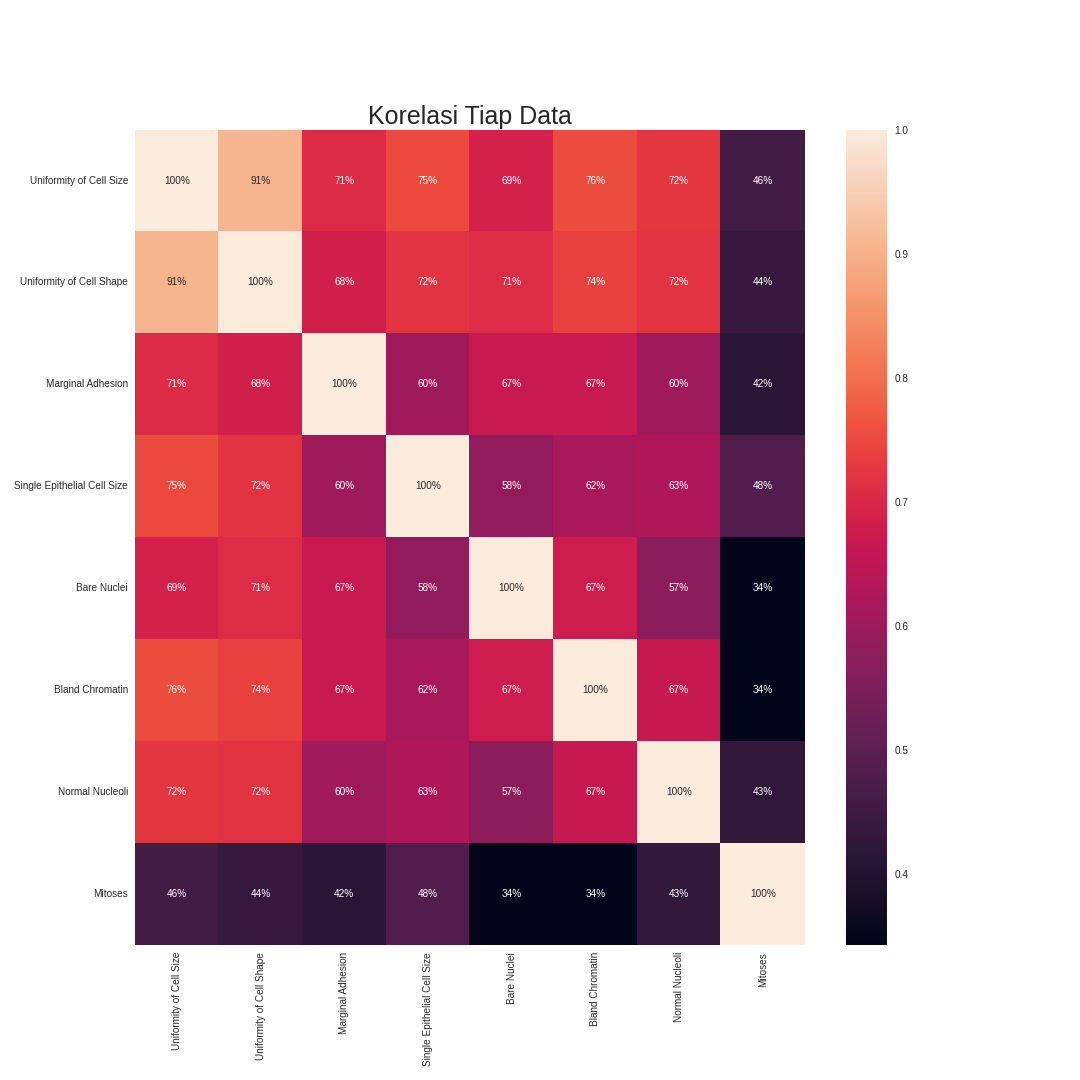 Korelasi Tiap Data
Uniformity of Cell Size 100% 91% 71% 75% 69% 76% 72% 46%
Uniformity of Cell Shape 91% 100% 68% 72% 71% 74% 72% 44%
Marginal Adhesion 71% 68% 100% 60% 67% 67% 60% 42%
Single Epithelial Cell Size 75% 72% 60% 100% 58% 62% 63% 48%
Bare Nuclei 69% 71% 67% 58% 100% 67% 57% 34%
Bland Chromatin 76% 74% 67% 62% 67% 100% 67% 34%
Normal Nucleoli 72% 72% 60% 63% 57% 67% 100% 43%
Mitoses 46% 44% 42% 48% 34% 34% 43% 100%
Uniformity of Cell Size
Uniformity of Cell Shape
Marginal Adhesion
Single Epithelial Cell Size
Bare Nuclei
Bland Chromatin
Normal Nucleoli
Mitoses
1.0
0.9
0.8
0.7
0.6
0.5
0.4